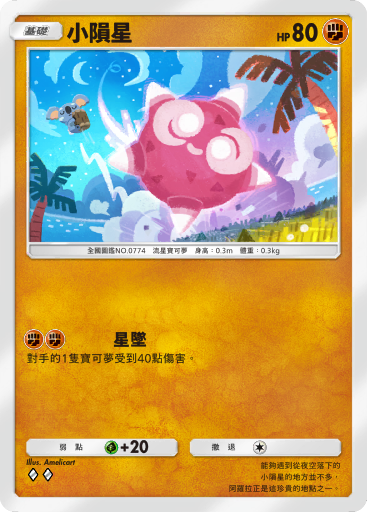 基礎
小隕星
HP 80
全國圖鑑NO.0774 流星寶可夢 身高：0.3m 體重：0.3kg
星墜
對手的1隻寶可夢受到40點傷害。
弱點 +20 撤退
Illus. Amelicart
能夠遇到從夜空落下的
小隕星的地方並不多，
阿羅拉正是這珍貴的地點之一。